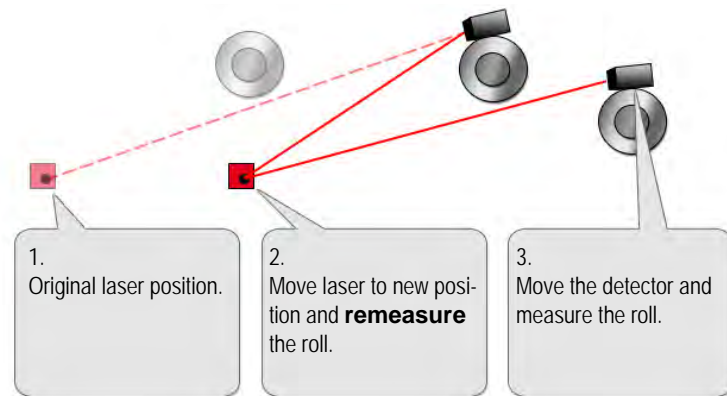 1.
Original laser position.
2.
Move laser to new posi-
tion and remeasure
the roll.
3.
Move the detector and
measure the roll.